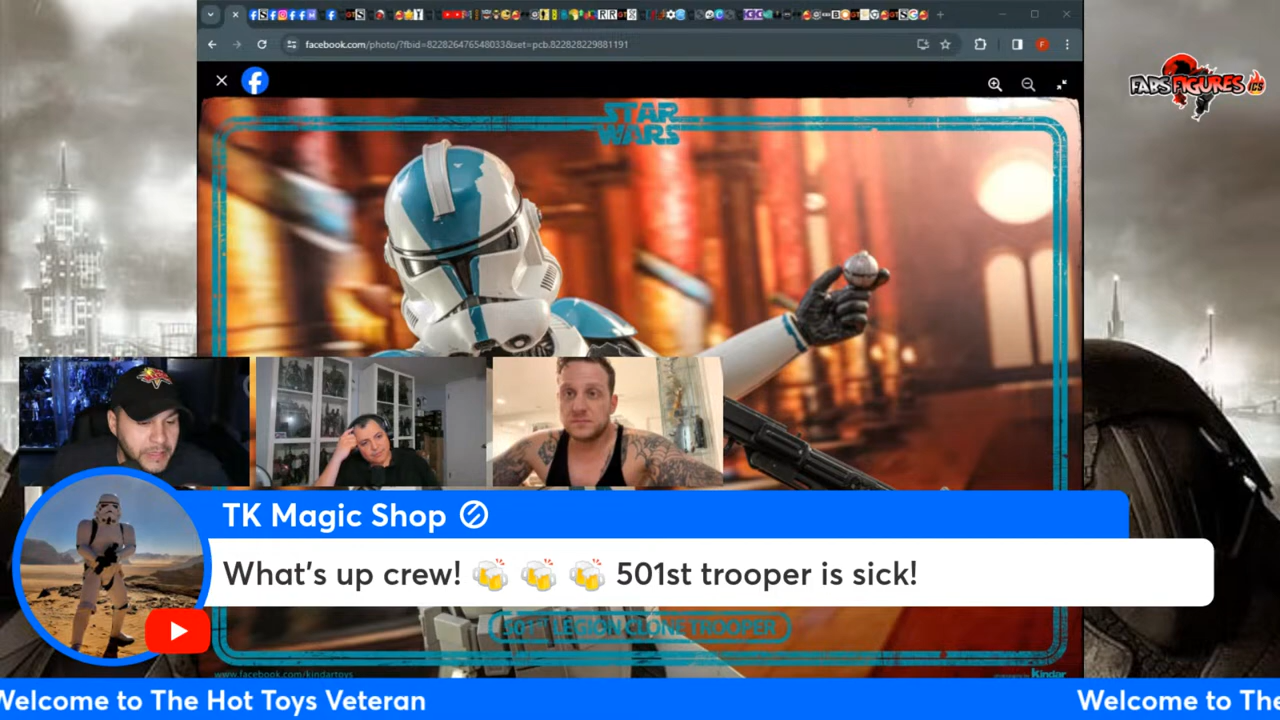 facebook.com/photo/?fbid=822826476548033&set=pcb.822828229881191
FABS FIGURES ICS
STAR
WARS
TK Magic Shop
What's up crew! 501st trooper is sick!
501ST LEGION CLONE TROOPER
www.facebook.com/kindartoys
Kindar
Welcome to The Hot Toys Veteran
Welcome to The